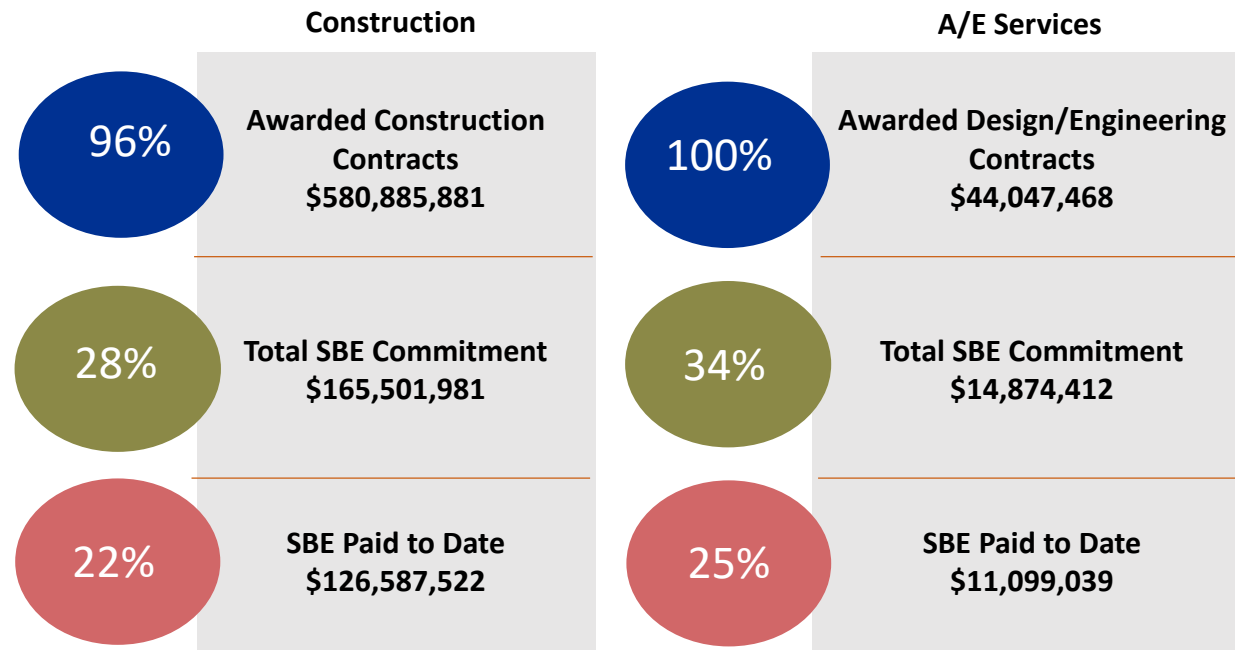 Construction
96%
Awarded Construction
Contracts
$580,885,881
28%
Total SBE Commitment
$165,501,981
22%
SBE Paid to Date
$126,587,522
A/E Services
100%
Awarded Design/Engineering
Contracts
$44,047,468
34%
Total SBE Commitment
$14,874,412
25%
SBE Paid to Date
$11,099,039